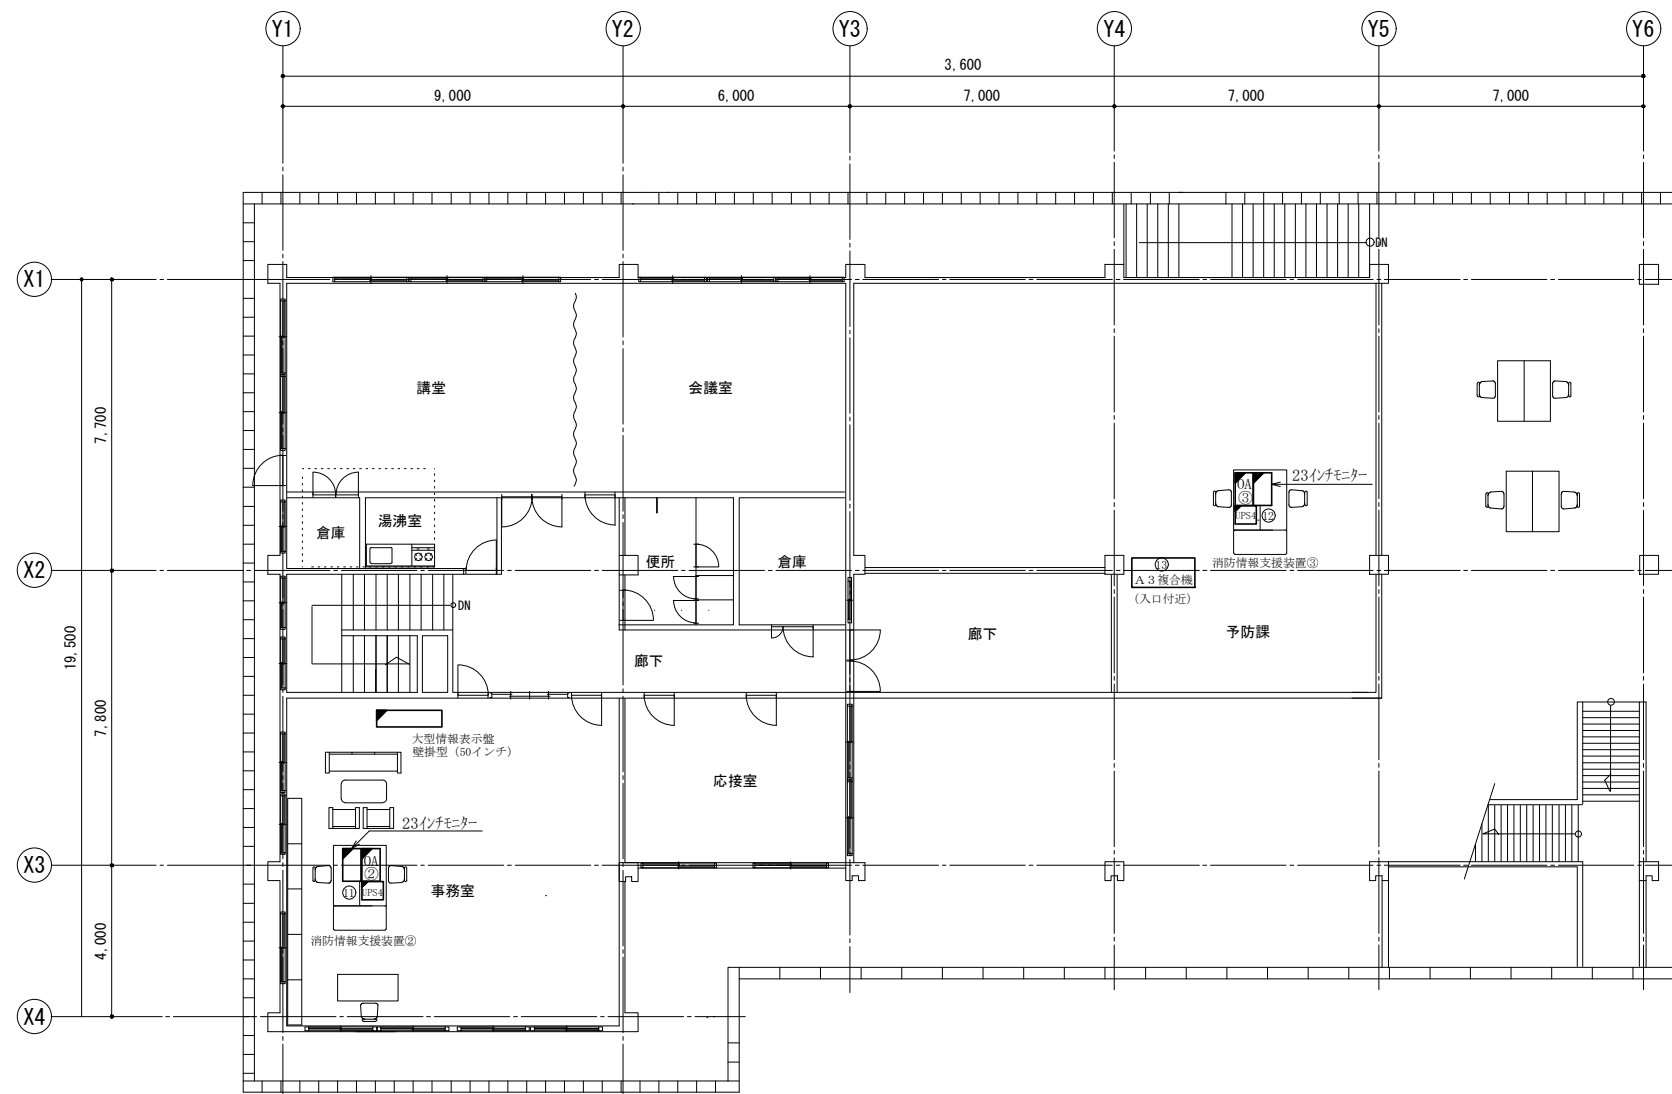 Y1 Y2 Y3 Y4 Y5 Y6
3,600
9,000 6,000 7,000 7,000 7,000
DN
X1
講堂
会議室
7,700
23インチモニター
OA
③
UPS4
⑫
消防情報支援装置③
倉庫
湯沸室
便所
倉庫
X2
⑬
A3複合機
(入口付近)
DN
19,500
廊下
廊下
予防課
7,800
大型情報表示盤
壁掛型(50インチ)
応接室
23インチモニター
X3
OA
②
⑪
UPS4
事務室
消防情報支援装置②
4,000
X4